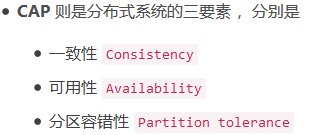 CAP 则是分布式系统的三要素，分别是
一致性 Consistency
可用性 Availability
分区容错性 Partition tolerance